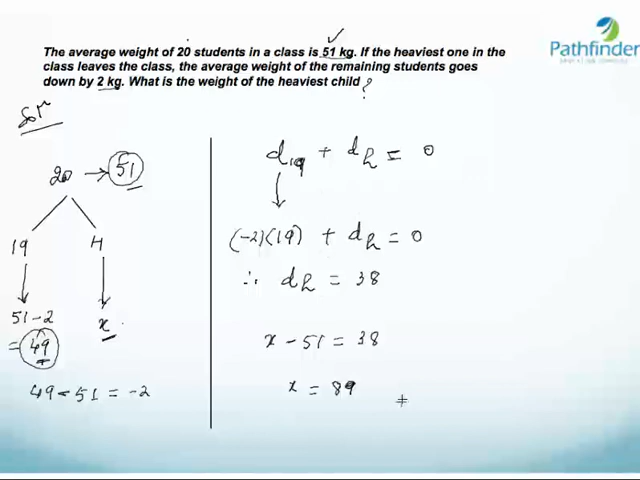 Pathfinder
The average weight of 20 students in a class is 51 kg. If the heaviest one in the
class leaves the class, the average weight of the remaining students goes
down by 2 kg. What is the weight of the heaviest child ?
Solⁿ
20 → 51
19 H
51 - 2
= 49
x
49 - 51 = -2
d₁₉ + dₕ = 0
(-2)(19) + dₕ = 0
∴ dₕ = 38
x - 51 = 38
x = 89